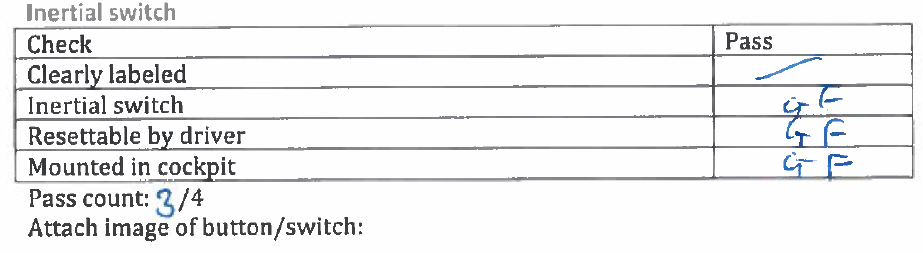 Inertial switch
Check Pass
Clearly labeled
Inertial switch GF
Resettable by driver GF
Mounted in cockpit GF
Pass count: 3/4
Attach image of button/switch: